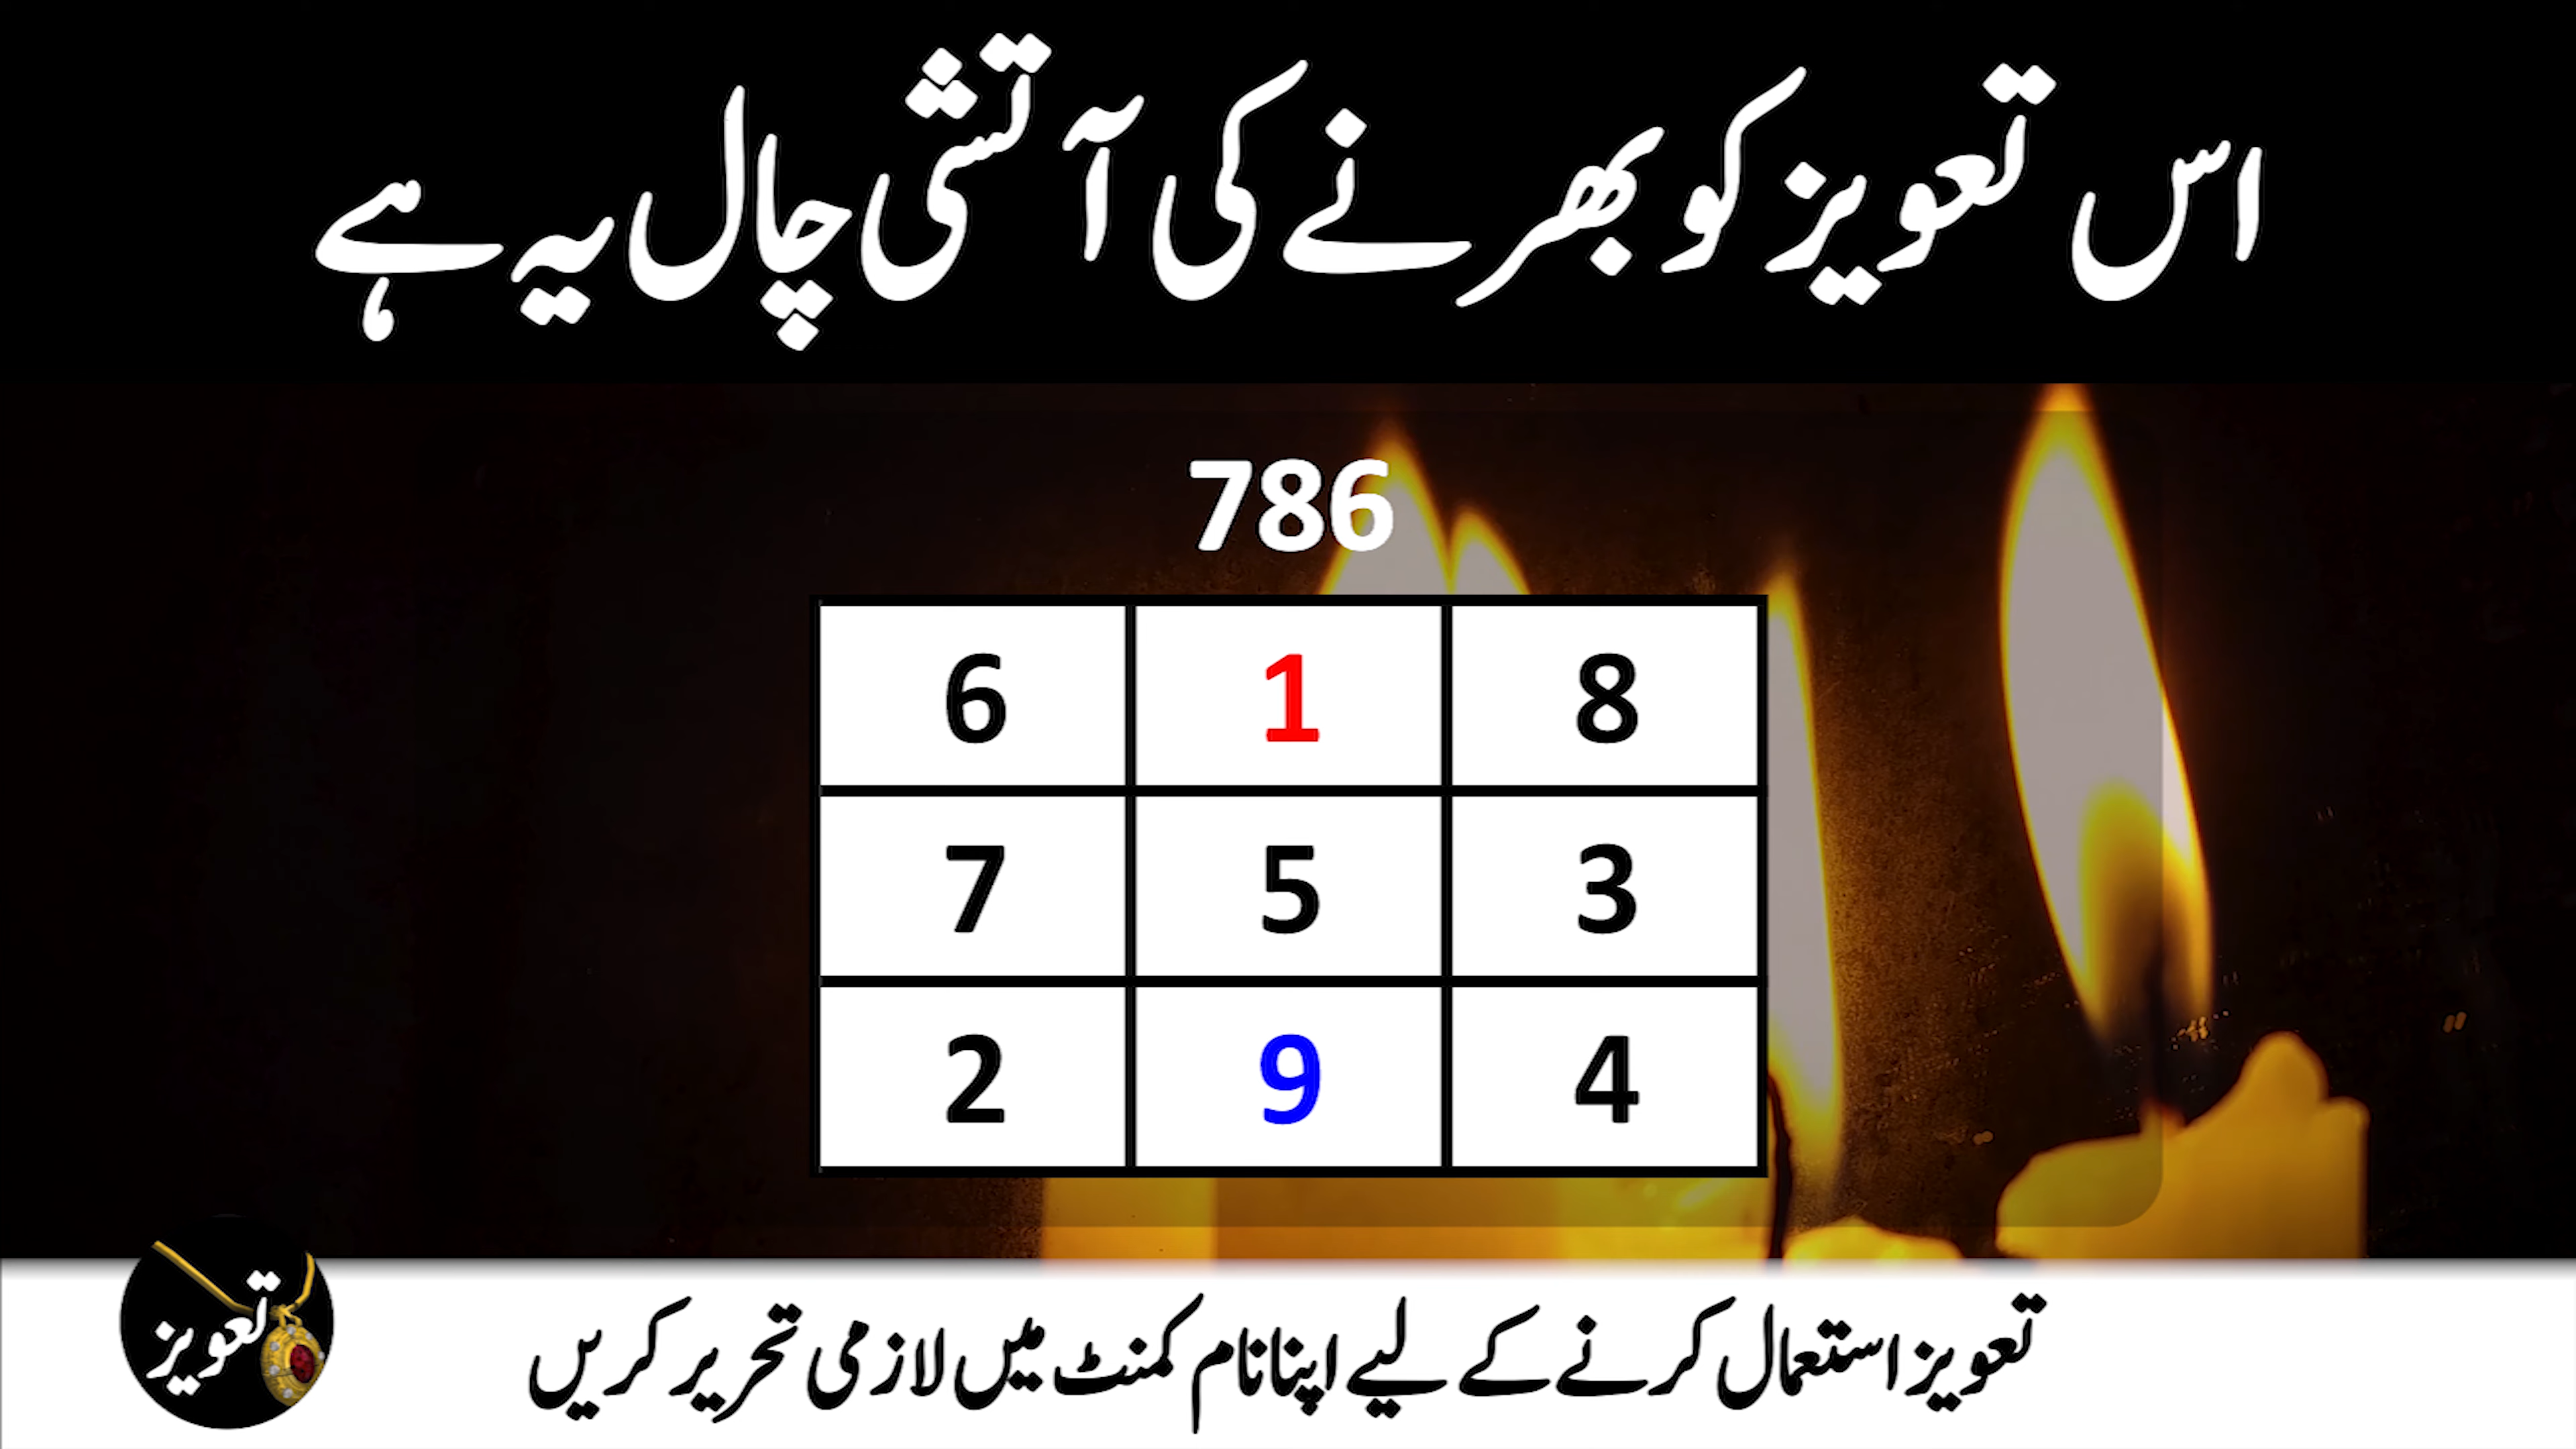 اس تعویز کو بھرنے کی آتشی چال یہ ہے
786
6 1 8
7 5 3
2 9 4
تعویز
تعویز استعمال کرنے کے لیے اپنا نام کمنٹ میں لازمی تحریر کریں